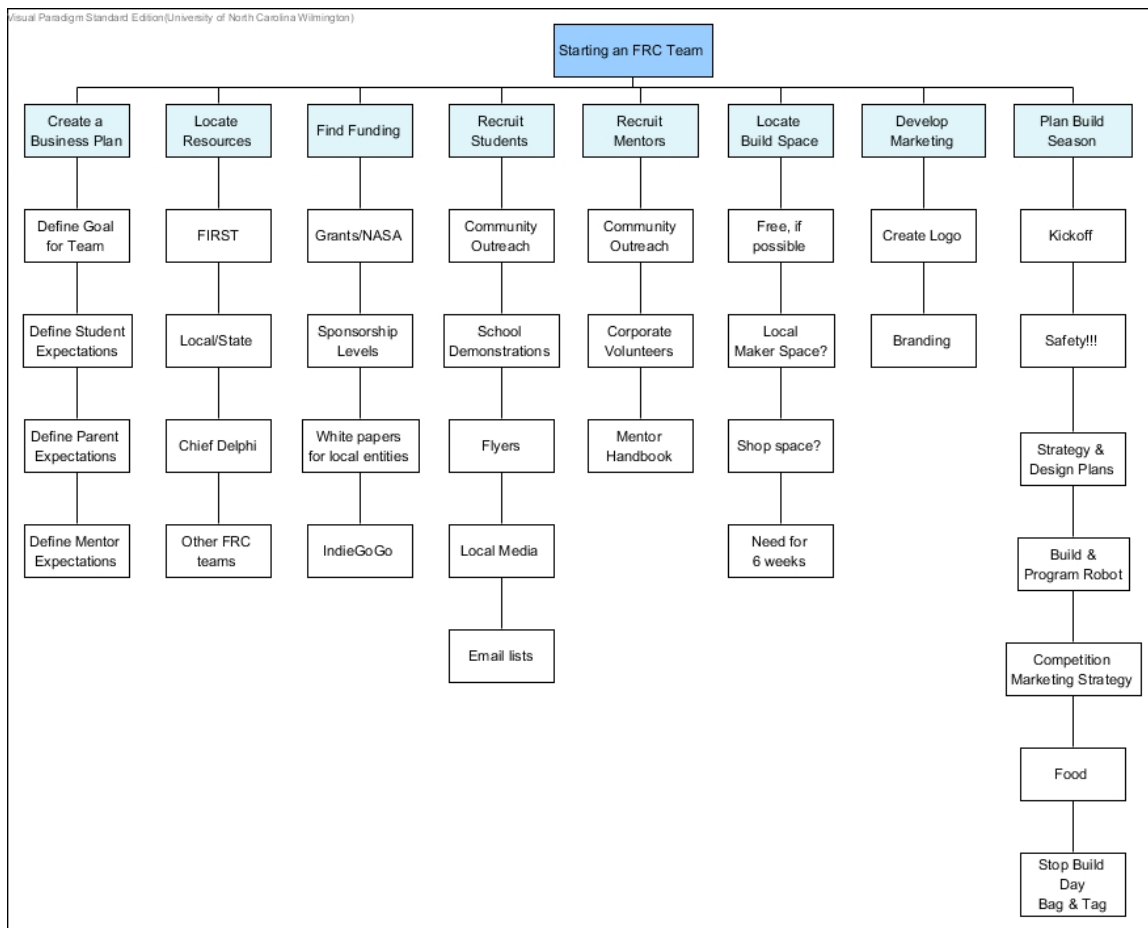 Visual Paradigm Standard Edition(University of North Carolina Wilmington)
Starting an FRC Team
Create a
Business Plan
Define Goal
for Team
Define Student
Expectations
Define Parent
Expectations
Define Mentor
Expectations
Locate
Resources
FIRST
Local/State
Chief Delphi
Other FRC
teams
Find Funding
Grants/NASA
Sponsorship
Levels
White papers
for local entities
IndieGoGo
Recruit
Students
Community
Outreach
School
Demonstrations
Flyers
Local Media
Email lists
Recruit
Mentors
Community
Outreach
Corporate
Volunteers
Mentor
Handbook
Locate
Build Space
Free, if
possible
Local
Maker Space?
Shop space?
Need for
6 weeks
Develop
Marketing
Create Logo
Branding
Plan Build
Season
Kickoff
Safety!!!
Strategy &
Design Plans
Build &
Program Robot
Competition
Marketing Strategy
Food
Stop Build
Day
Bag & Tag